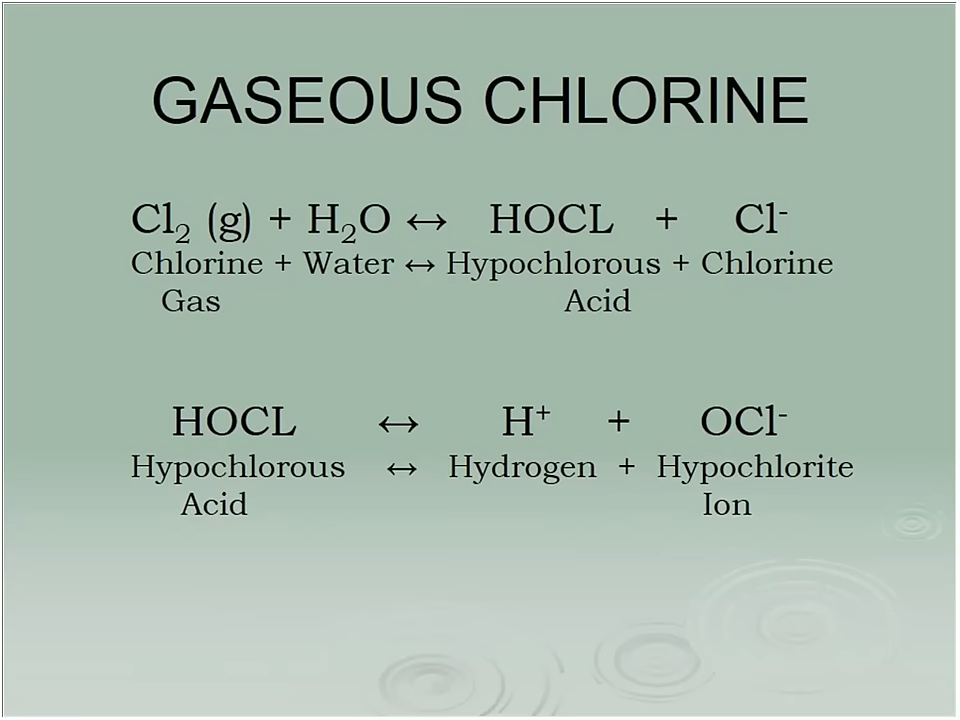 GASEOUS CHLORINE
Cl₂ (g) + H₂O ↔ HOCL + Cl⁻
Chlorine + Water ↔ Hypochlorous + Chlorine
Gas Acid
HOCL ↔ H⁺ + OCl⁻
Hypochlorous ↔ Hydrogen + Hypochlorite
Acid Ion